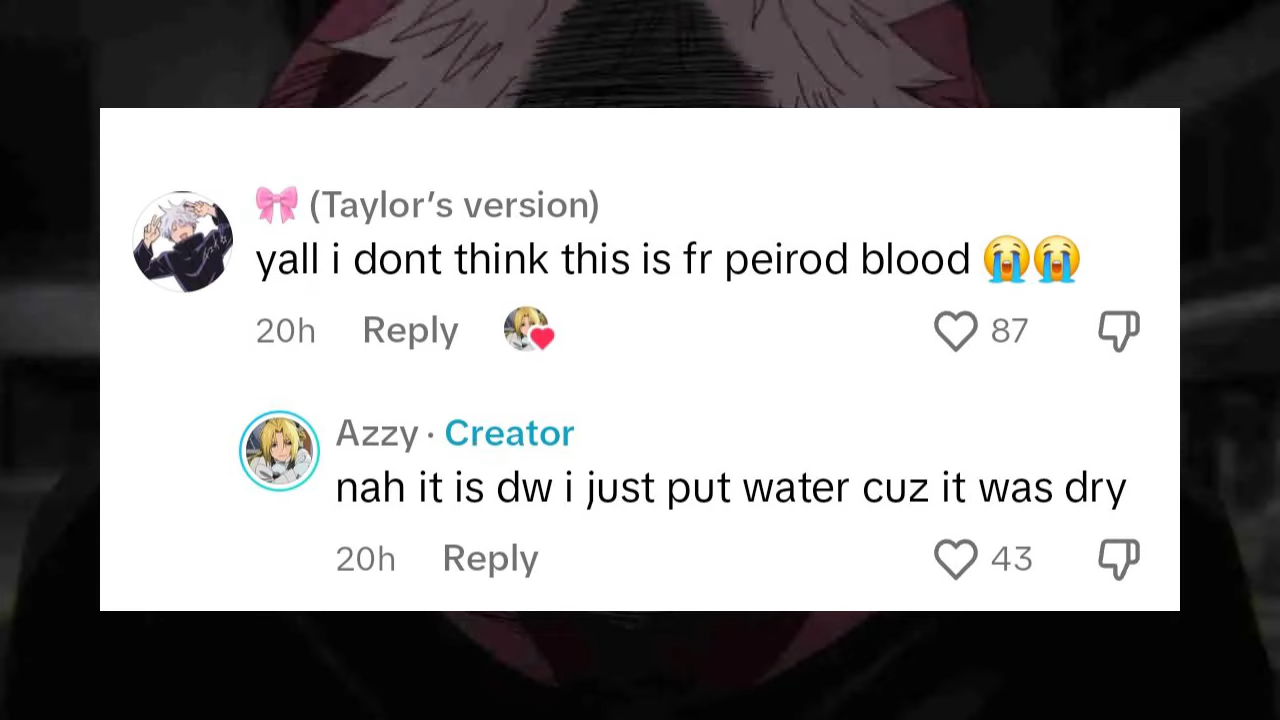 🎀 (Taylor's version)
yall i dont think this is fr peirod blood 😭😭
20h Reply 87
Azzy · Creator
nah it is dw i just put water cuz it was dry
20h Reply 43